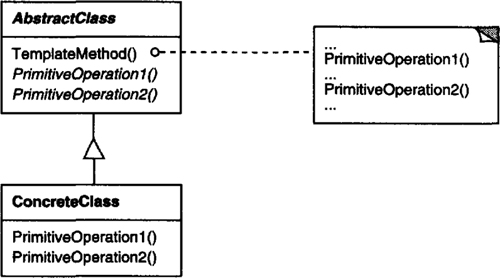 AbstractClass
TemplateMethod()
PrimitiveOperation1()
PrimitiveOperation2()
...
PrimitiveOperation1()
...
PrimitiveOperation2()
...
ConcreteClass
PrimitiveOperation1()
PrimitiveOperation2()